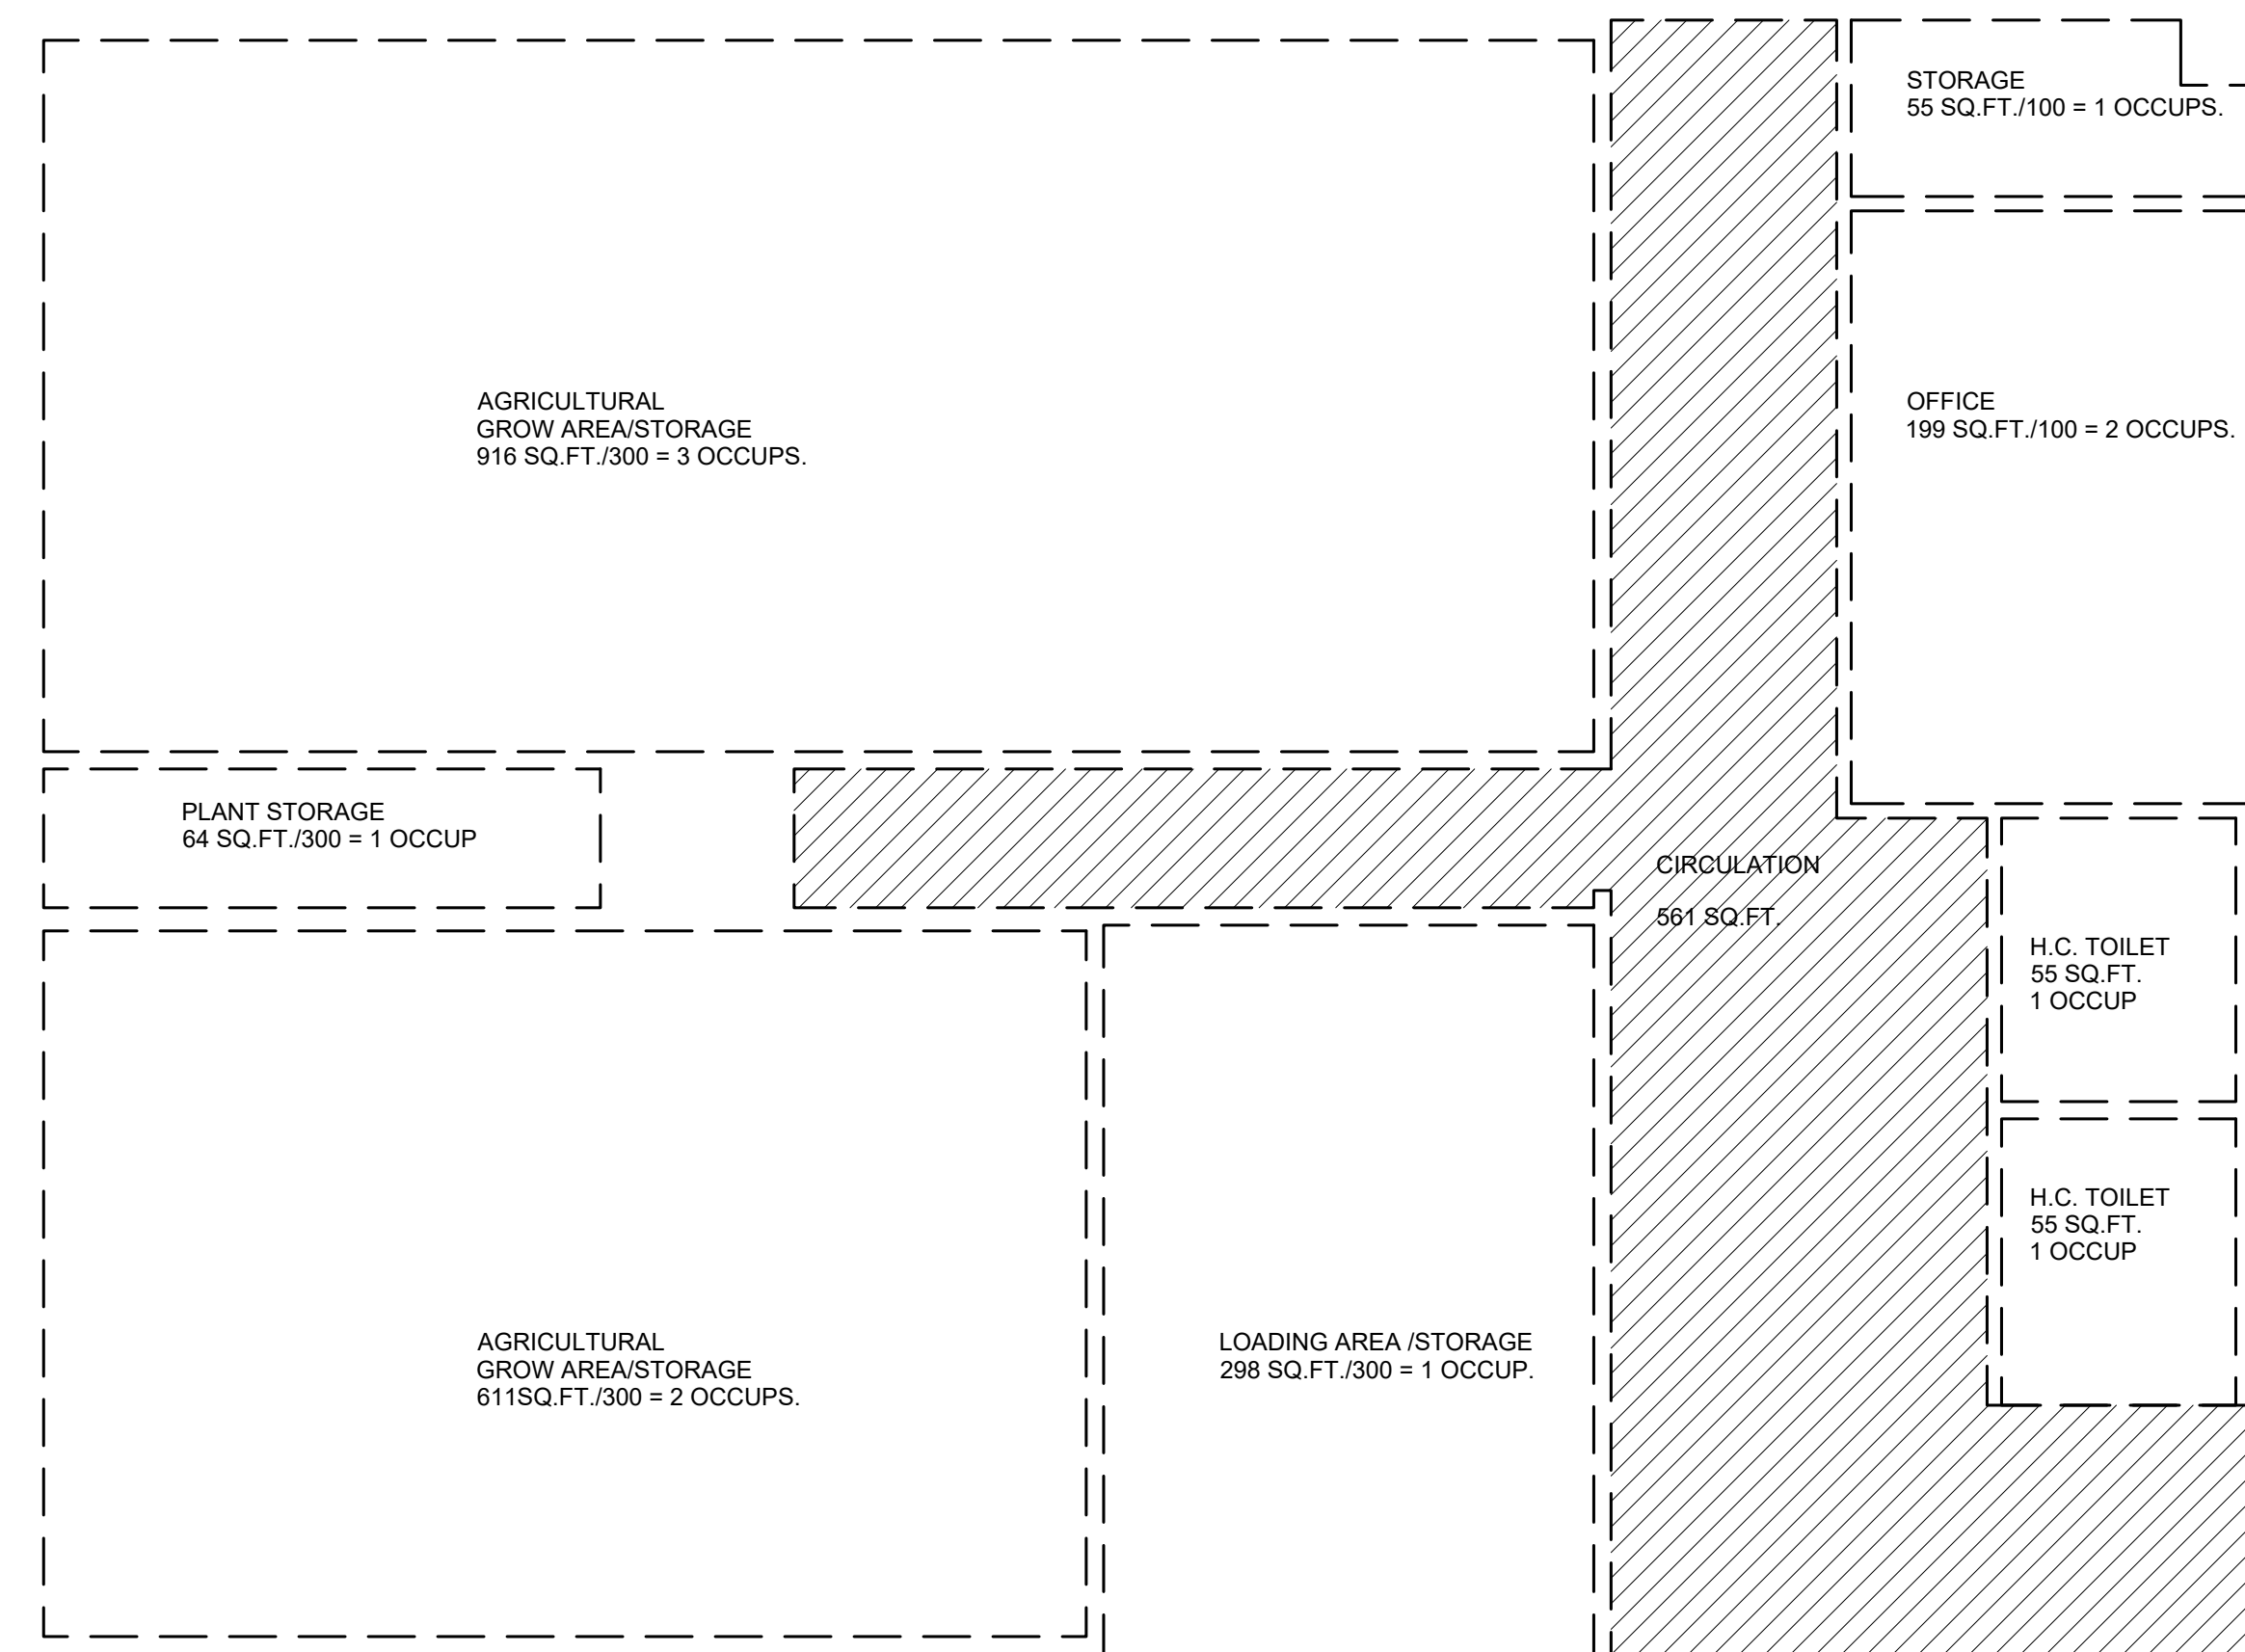 STORAGE
55 SQ.FT./100 = 1 OCCUPS.
AGRICULTURAL
GROW AREA/STORAGE
916 SQ.FT./300 = 3 OCCUPS.
OFFICE
199 SQ.FT./100 = 2 OCCUPS.
PLANT STORAGE
64 SQ.FT./300 = 1 OCCUP
CIRCULATION
561 SQ.FT.
H.C. TOILET
55 SQ.FT.
1 OCCUP
H.C. TOILET
55 SQ.FT.
1 OCCUP
AGRICULTURAL
GROW AREA/STORAGE
611SQ.FT./300 = 2 OCCUPS.
LOADING AREA /STORAGE
298 SQ.FT./300 = 1 OCCUP.